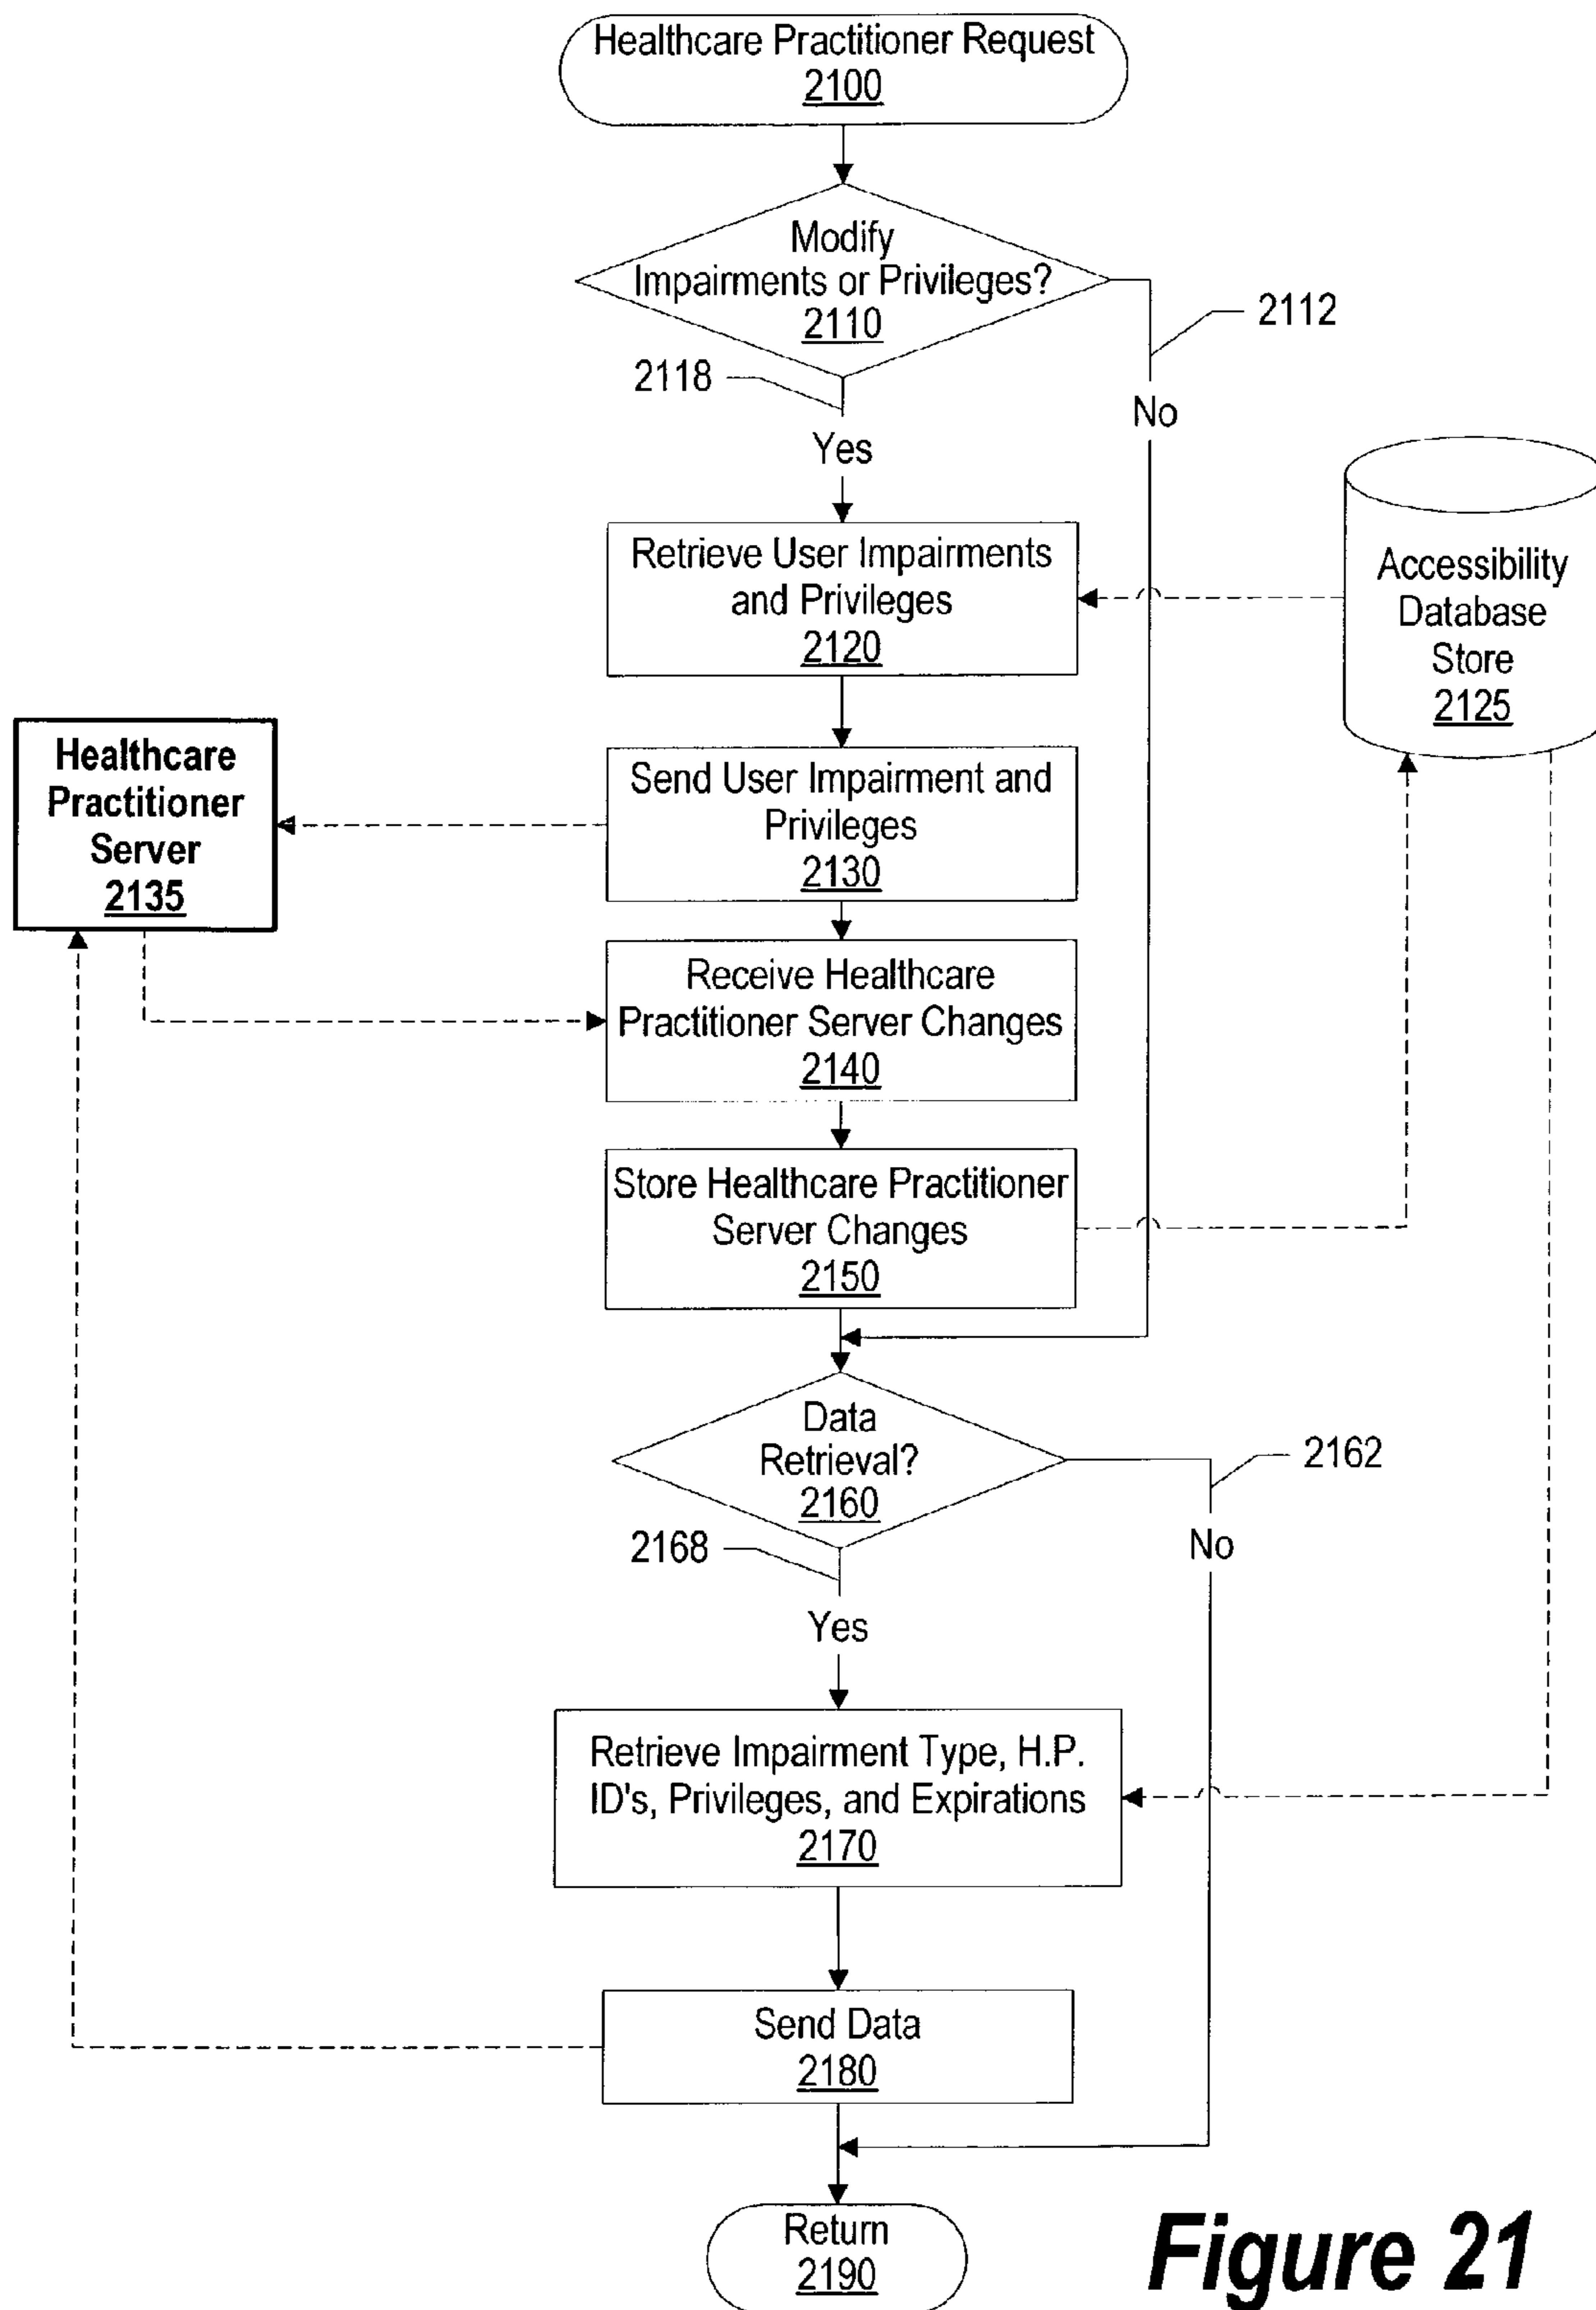 Healthcare Practitioner Request
2100
Modify
Impairments or Privileges?
2110
2112
2118
No
Yes
Retrieve User Impairments
and Privileges
2120
Accessibility
Database
Store
2125
Healthcare
Practitioner
Server
2135
Send User Impairment and
Privileges
2130
Receive Healthcare
Practitioner Server Changes
2140
Store Healthcare Practitioner
Server Changes
2150
Data
Retrieval?
2160
2162
2168
No
Yes
Retrieve Impairment Type, H.P.
ID's, Privileges, and Expirations
2170
Send Data
2180
Return
2190
Figure 21